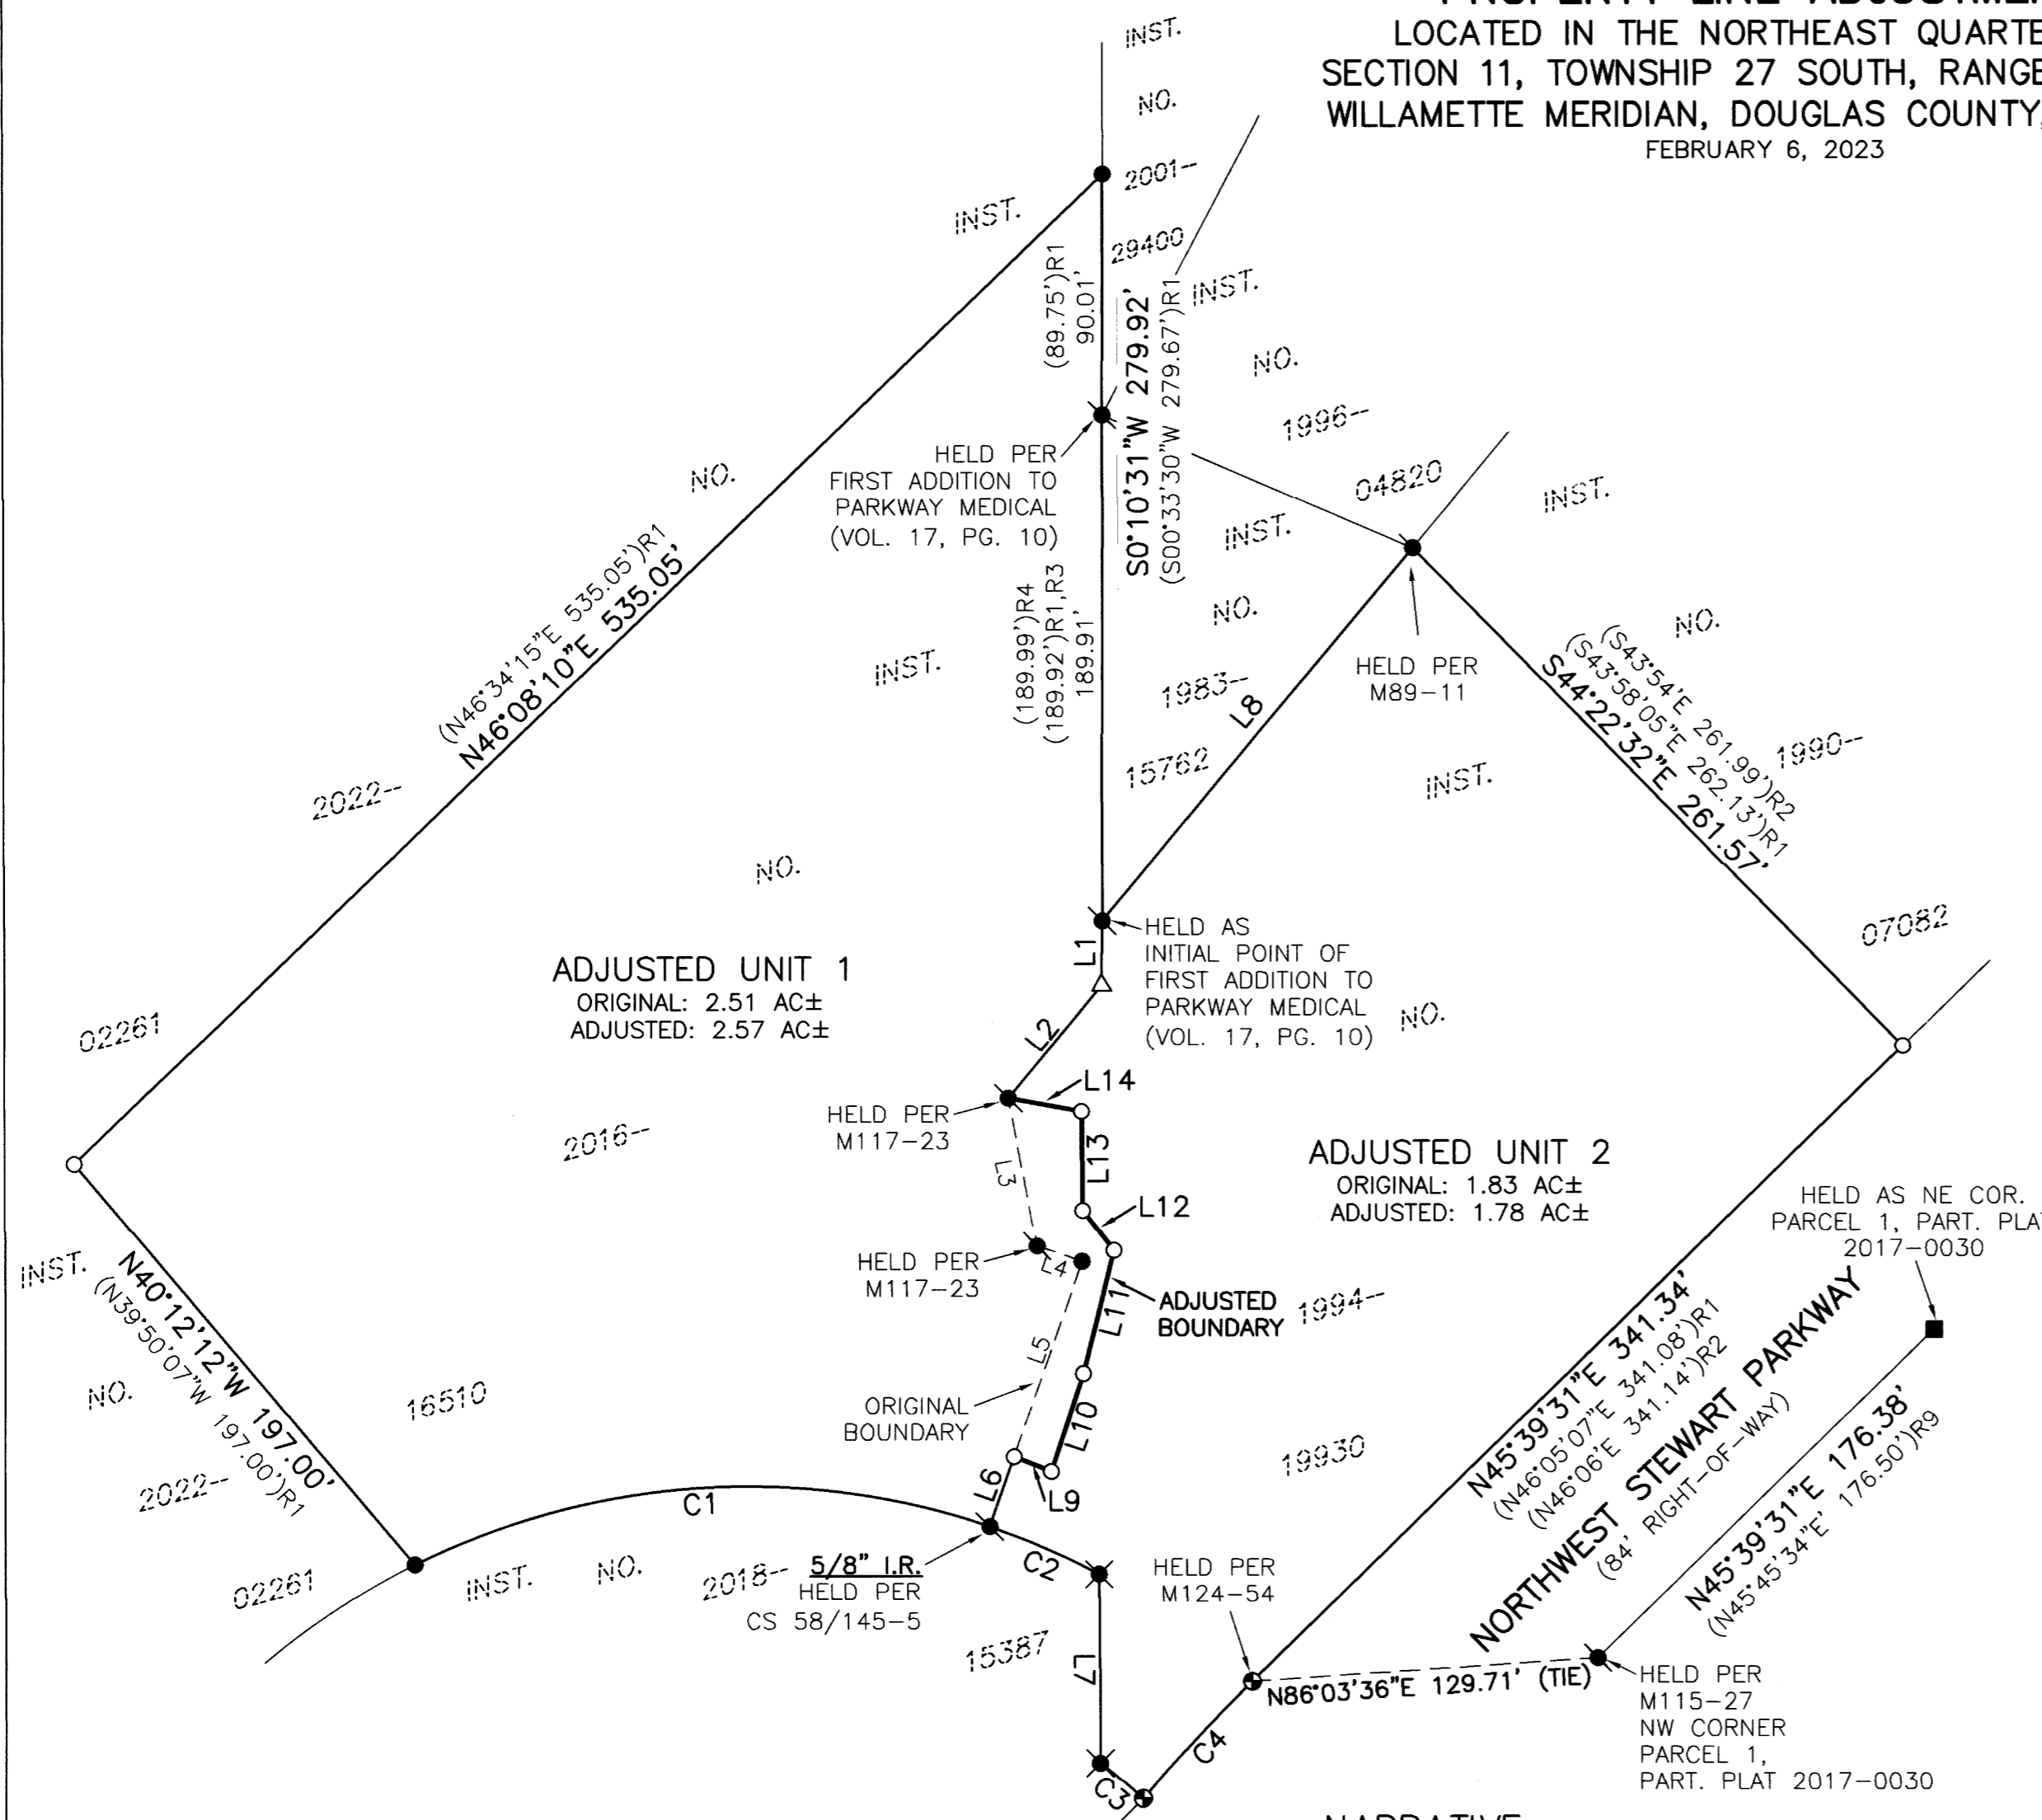 LOCATED IN THE NORTHEAST
SECTION 11, TOWNSHIP 27 SOUTH,
WILLAMETTE MERIDIAN, DOUGLAS COUNTY,
FEBRUARY 6, 2023
INST.
NO.
2001--
29400
INST.
NO.
2022--
02261
(N46°34'15"E 535.05')R1
N46°08'10"E 535.05'
(89.75')R1
90.01'
S0°10'31"W 279.92'
(S00°33'30"W 279.67')R1
INST.
NO.
1996--
04820
HELD PER
FIRST ADDITION TO
PARKWAY MEDICAL
(VOL. 17, PG. 10)
(189.99')R4
(189.92')R1,R3
189.91'
INST.
NO.
1983--
15762
L8
HELD PER
M89-11
INST.
NO.
1990--
07082
(S43°54'E 261.99')R2
(S43°58'05"E 262.13')R1
S44°22'32"E 261.57'
INST.
NO.
2016--
16510
INST.
NO.
1994--
19930
HELD AS
INITIAL POINT OF
FIRST ADDITION TO
PARKWAY MEDICAL
(VOL. 17, PG. 10)
L1
L2
ADJUSTED UNIT 1
ORIGINAL: 2.51 AC±
ADJUSTED: 2.57 AC±
HELD PER
M117-23
L14
L13
L3
L12
ADJUSTED UNIT 2
ORIGINAL: 1.83 AC±
ADJUSTED: 1.78 AC±
HELD PER
M117-23
L4
L11
ADJUSTED
BOUNDARY
L5
ORIGINAL
BOUNDARY
L10
L6
L9
HELD AS NE COR.
PARCEL 1, PART.
2017-0030
INST.
NO.
2022--
02261
N40°12'12"W 197.00'
(N39°50'07"W 197.00')R1
C1
INST.
NO.
2018--
15387
5/8" I.R.
HELD PER
CS 58/145-5
C2
L7
C3
C4
HELD PER
M124-54
N45°39'31"E 341.34'
(N46°05'07"E 341.08')R1
(N46°06'E 341.14')R2
NORTHWEST STEWART PARKWAY
(84' RIGHT-OF-WAY)
N45°39'31"E 176.38'
(N45°45'34"E' 176.50')R9
N86°03'36"E 129.71' (TIE)
HELD PER
M115-27
NW CORNER
PARCEL 1,
PART. PLAT 2017-0030